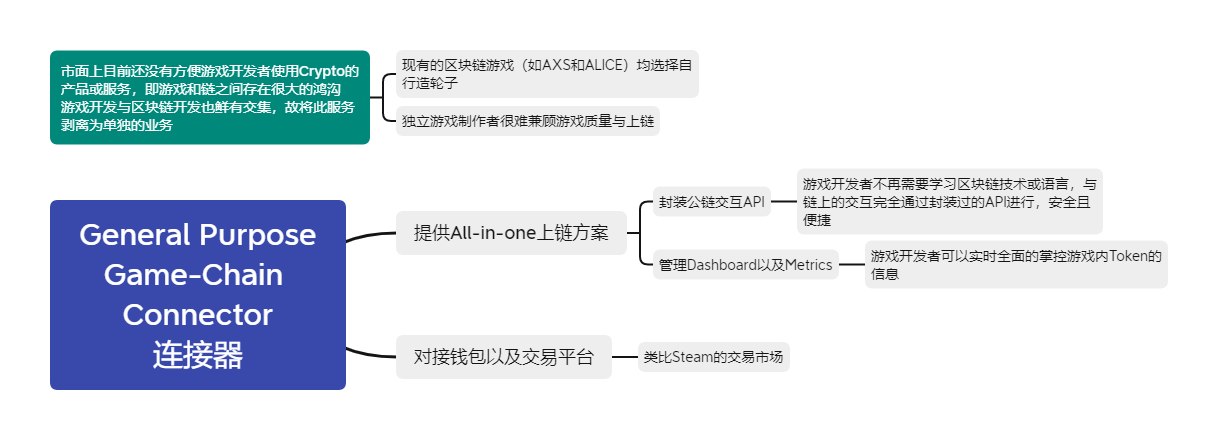 市面上目前还没有方便游戏开发者使用Crypto的
产品或服务，即游戏和链之间存在很大的鸿沟
游戏开发与区块链开发也鲜有交集，故将此服务
剥离为单独的业务
现有的区块链游戏（如AXS和ALICE）均选择自
行造轮子
独立游戏制作者很难兼顾游戏质量与上链
General Purpose
Game-Chain
Connector
连接器
提供All-in-one上链方案
封装公链交互API
游戏开发者不再需要学习区块链技术或语言，与
链上的交互完全通过封装过的API进行，安全且
便捷
管理Dashboard以及Metrics
游戏开发者可以实时全面的掌控游戏内Token的
信息
对接钱包以及交易平台
类比Steam的交易市场